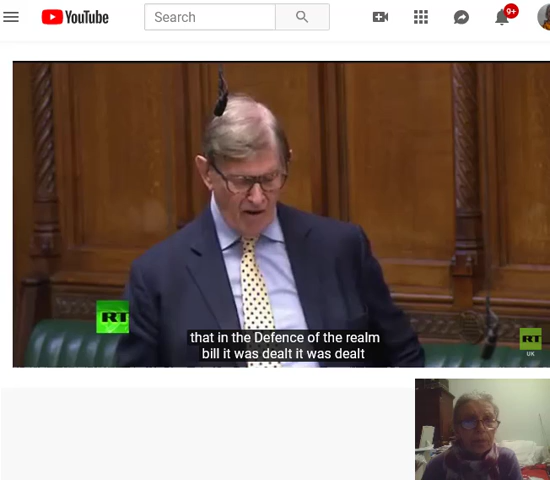 YouTube
Search
9+
RT
that in the Defence of the realm
bill it was dealt it was dealt
RT
UK